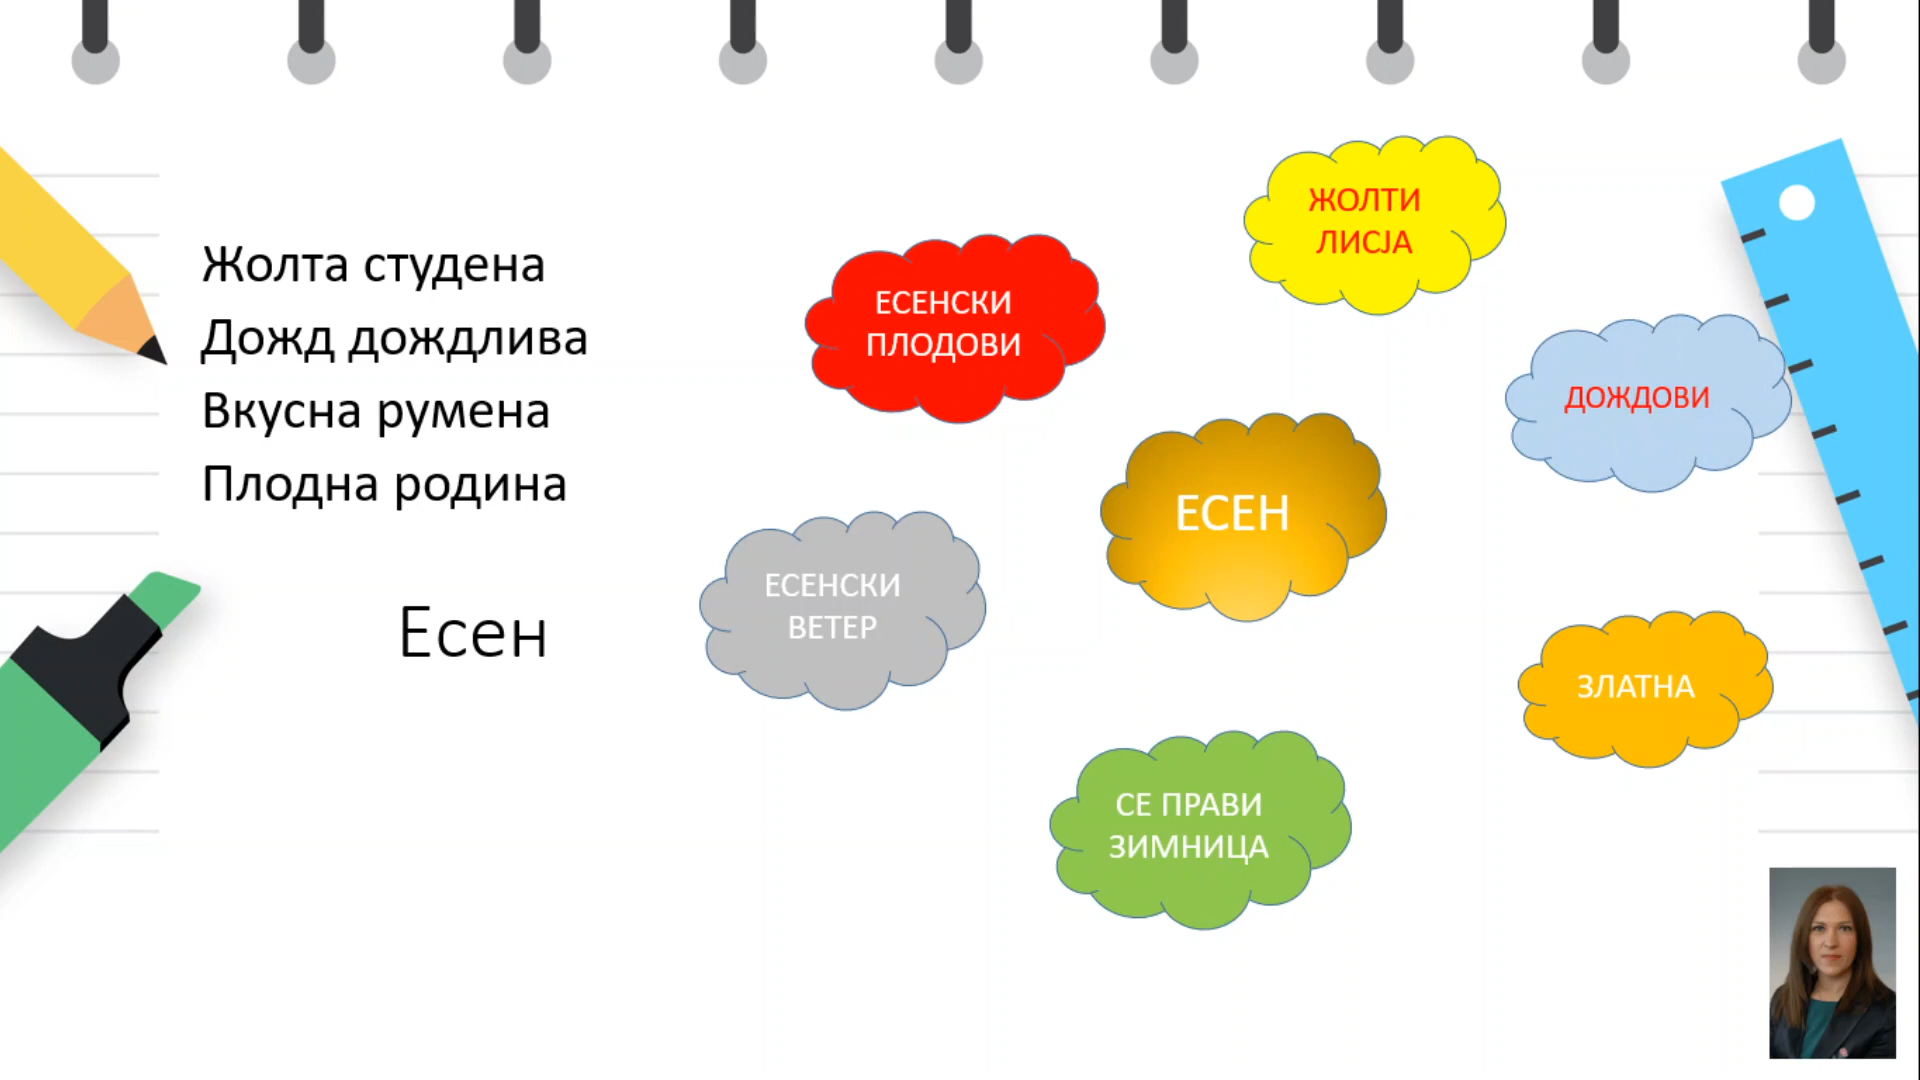 Жолта студена
Дожд дождлива
Вкусна румена
Плодна родина
Есен
ЖОЛТИ
ЛИСЈА
ЕСЕНСКИ
ПЛОДОВИ
ДОЖДОВИ
ЕСЕН
ЕСЕНСКИ
ВЕТЕР
ЗЛАТНА
СЕ ПРАВИ
ЗИМНИЦА